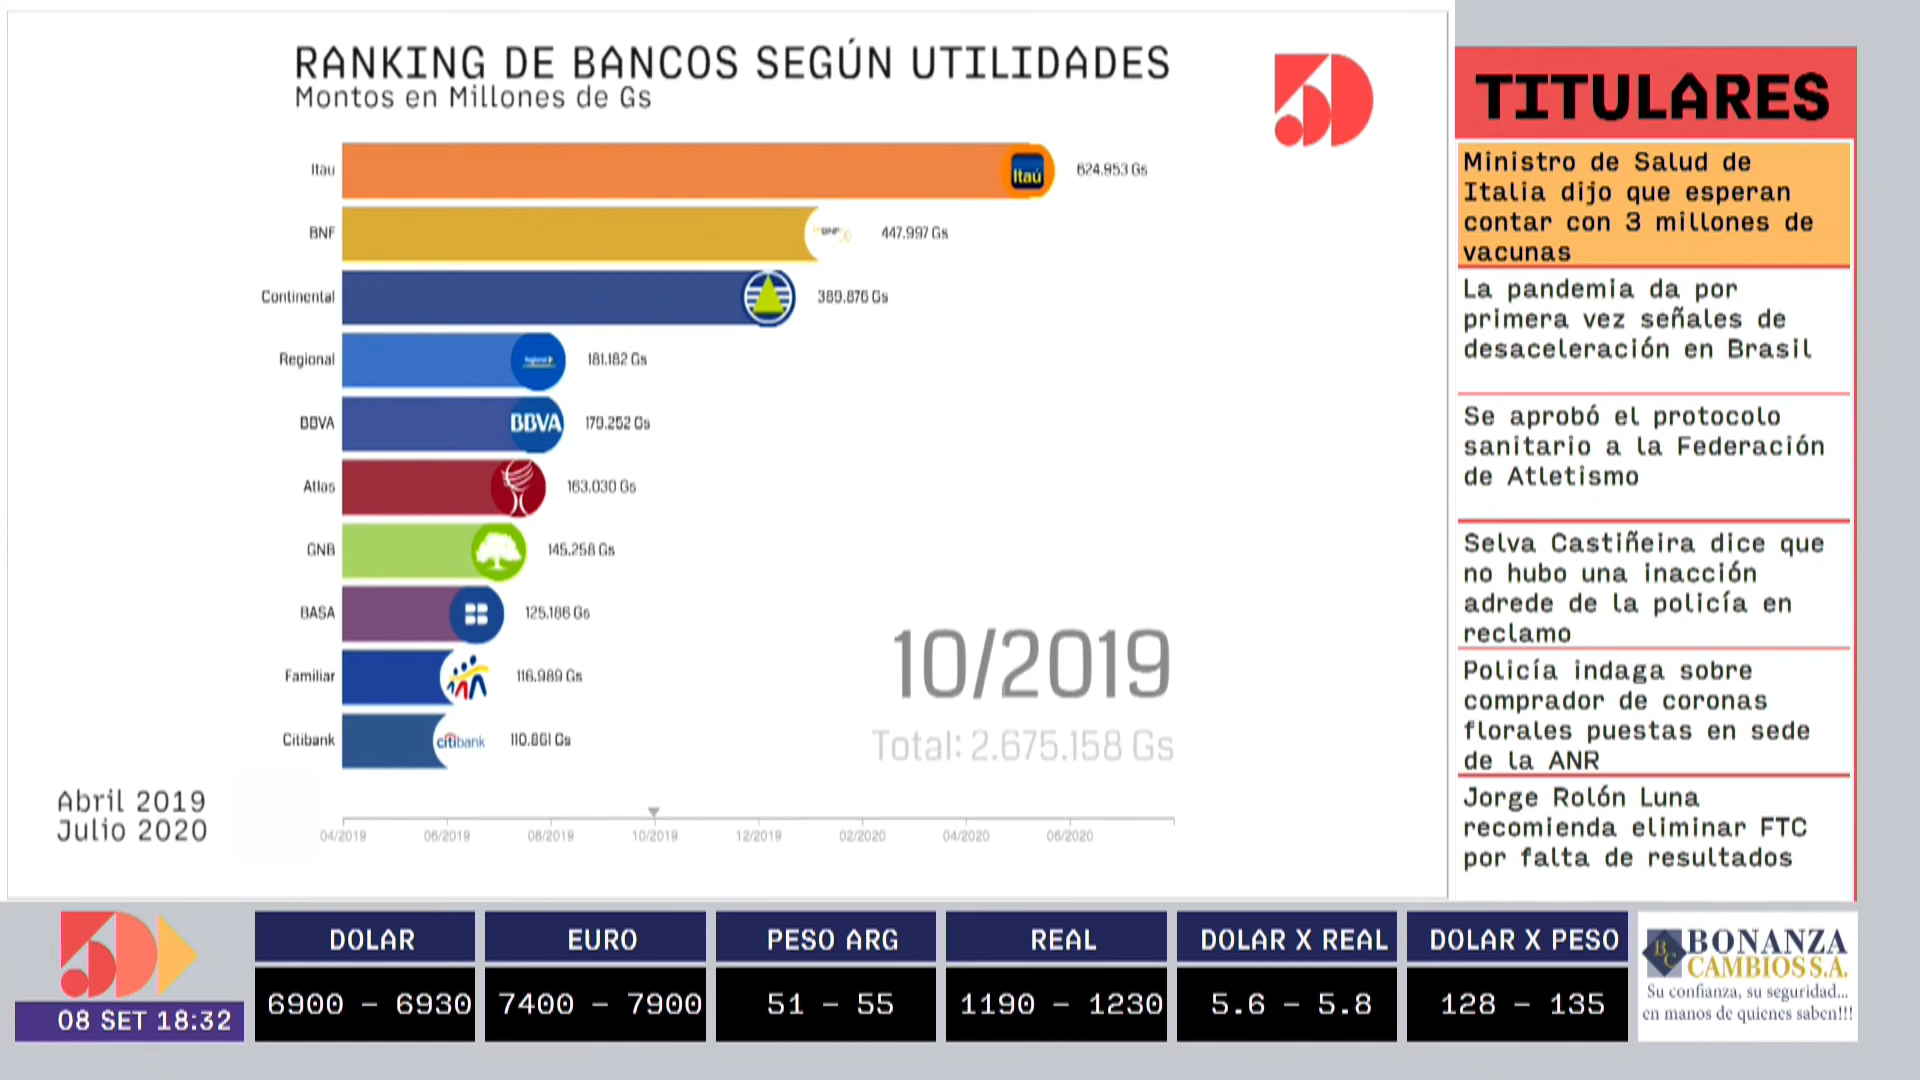 RANKING DE BANCOS SEGÚN UTILIDADES
Montos en Millones de Gs
Itau
Itaú
624.953 Gs
BNF
BNF
447.997 Gs
Continental
389.876 Gs
Regional
Regional
181.182 Gs
BBVA
BBVA
179.252 Gs
Atlas
163.030 Gs
GNB
145.258 Gs
BASA
125.186 Gs
Familiar
116.989 Gs
Citibank
citibank
110.861 Gs
10/2019
Total: 2.675.158 Gs
Abril 2019
Julio 2020
04/2019 06/2019 08/2019 10/2019 12/2019 02/2020 04/2020 06/2020
TITULARES
Ministro de Salud de
Italia dijo que esperan
contar con 3 millones de
vacunas
La pandemia da por
primera vez señales de
desaceleración en Brasil
Se aprobó el protocolo
sanitario a la Federación
de Atletismo
Selva Castiñeira dice que
no hubo una inacción
adrede de la policía en
reclamo
Policía indaga sobre
comprador de coronas
florales puestas en sede
de la ANR
Jorge Rolón Luna
recomienda eliminar FTC
por falta de resultados
08 SET 18:32
DOLAR
6900 - 6930
EURO
7400 - 7900
PESO ARG
51 - 55
REAL
1190 - 1230
DOLAR X REAL
5.6 - 5.8
DOLAR X PESO
128 - 135
BC
BONANZA
CAMBIOS S.A.
Su confianza, su seguridad...
en manos de quienes saben!!!